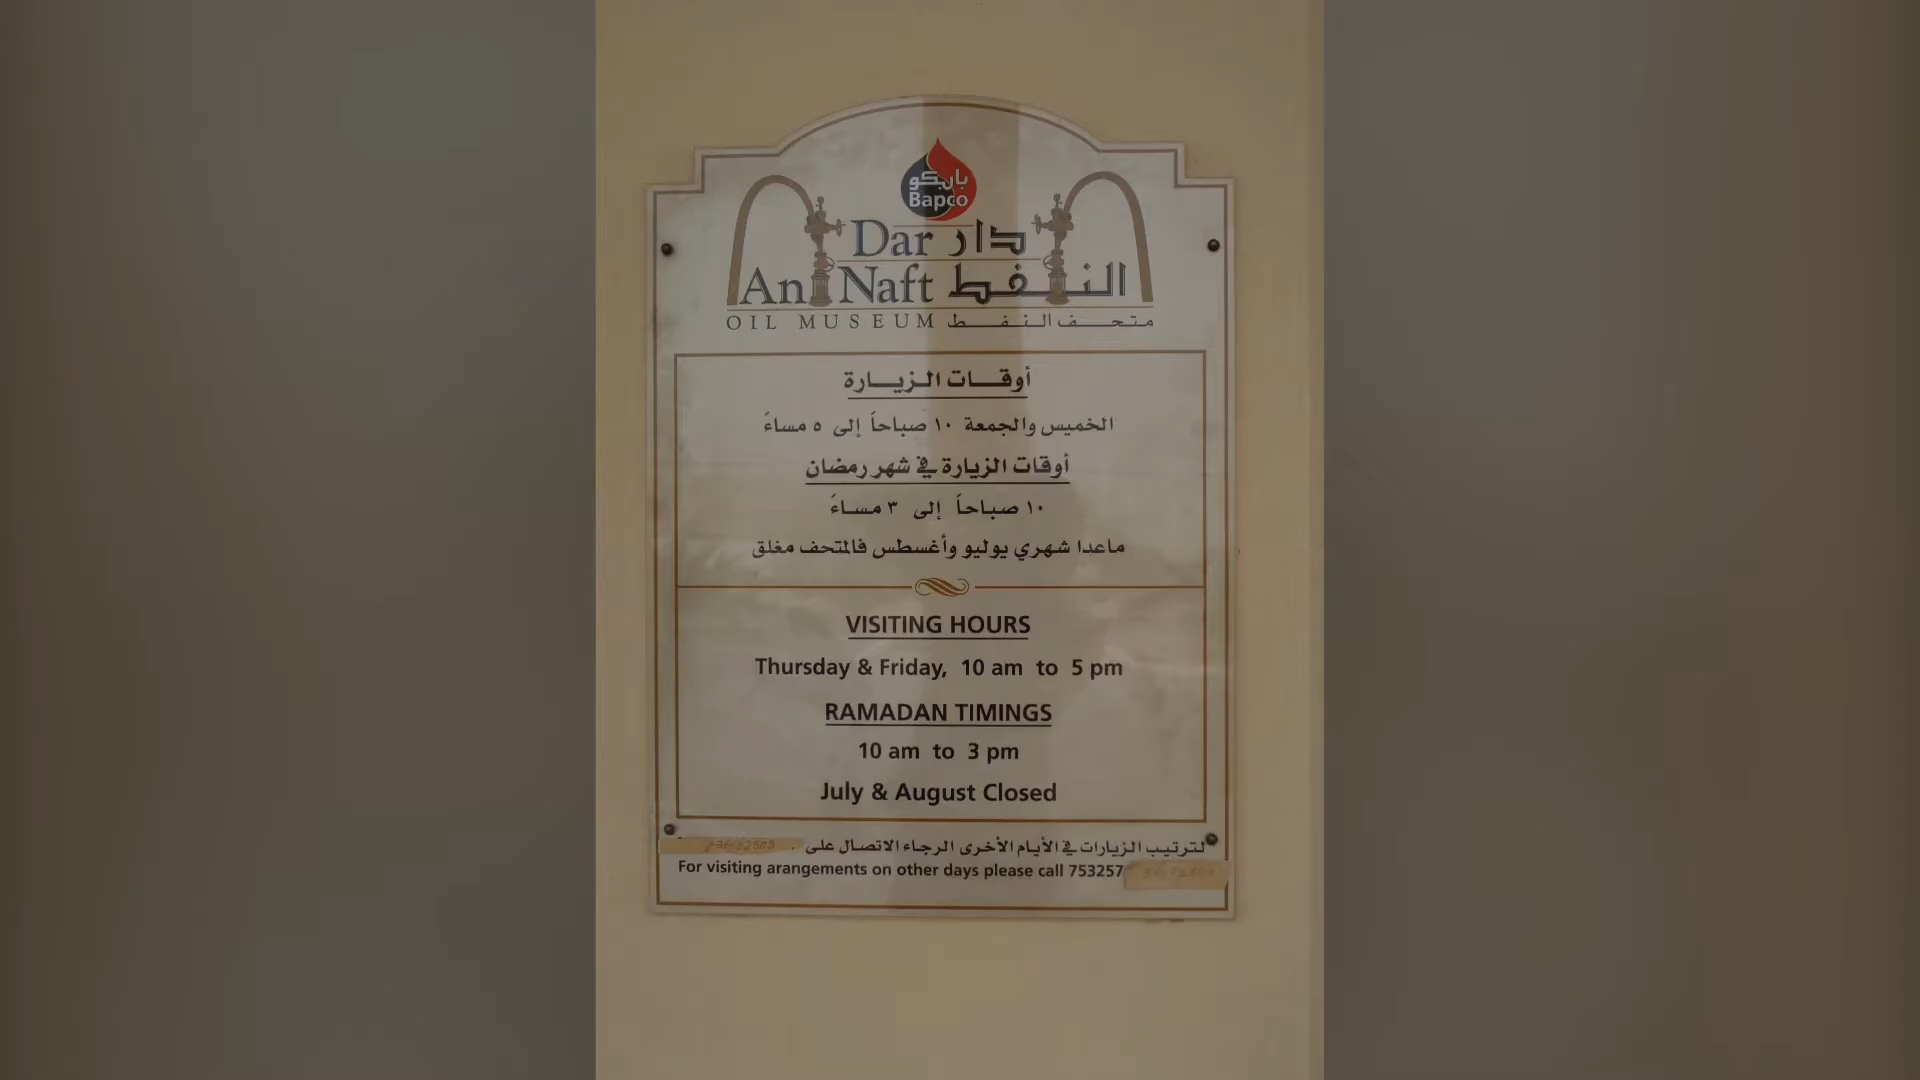 بابكو
Bapco
Dar دار
An Naft النفط
OIL MUSEUM متحف النفط
أوقات الزيارة
الخميس والجمعة ١٠ صباحاً إلى ٥ مساءً
أوقات الزيارة في شهر رمضان
١٠ صباحاً إلى ٣ مساءً
ماعدا شهري يوليو وأغسطس فالمتحف مغلق
VISITING HOURS
Thursday & Friday, 10 am to 5 pm
RAMADAN TIMINGS
10 am to 3 pm
July & August Closed
لترتيب الزيارات في الأيام الأخرى الرجاء الاتصال على
For visiting arangements on other days please call 753257